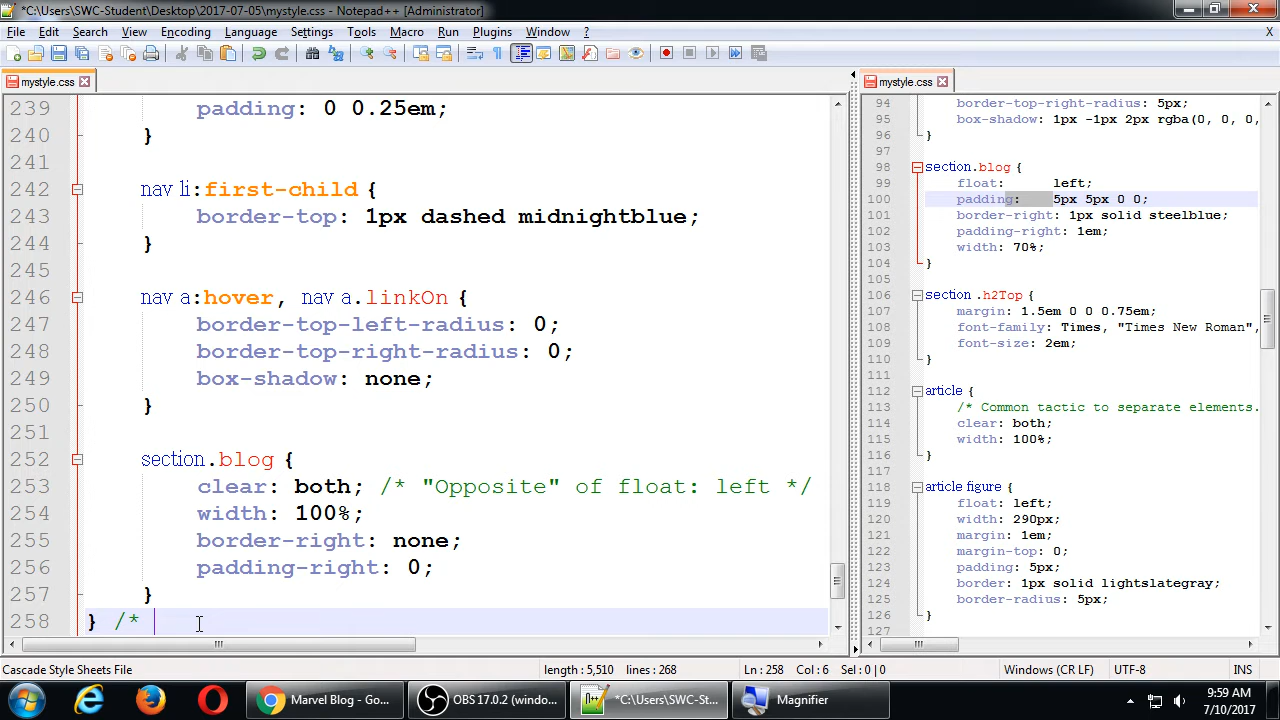 *C:\Users\SWC-Student\Desktop\2017-07-05\mystyle.css - Notepad++ [Administrator]
File Edit Search View Encoding Language Settings Tools Macro Run Plugins Window ? X
mystyle.css
239 padding: 0 0.25em;
240 }
241
242 nav li:first-child {
243 border-top: 1px dashed midnightblue;
244 }
245
246 nav a:hover, nav a.linkOn {
247 border-top-left-radius: 0;
248 border-top-right-radius: 0;
249 box-shadow: none;
250 }
251
252 section.blog {
253 clear: both; /* "Opposite" of float: left */
254 width: 100%;
255 border-right: none;
256 padding-right: 0;
257 }
258 } /*
mystyle.css
94 border-top-right-radius: 5px;
95 box-shadow: 1px -1px 2px rgba(0, 0, 0,
96 }
97
98 section.blog {
99 float: left;
100 padding: 5px 5px 0 0;
101 border-right: 1px solid steelblue;
102 padding-right: 1em;
103 width: 70%;
104 }
105
106 section .h2Top {
107 margin: 1.5em 0 0 0.75em;
108 font-family: Times, "Times New Roman",
109 font-size: 2em;
110 }
111
112 article {
113 /* Common tactic to separate elements.
114 clear: both;
115 width: 100%;
116 }
117
118 article figure {
119 float: left;
120 width: 290px;
121 margin: 1em;
122 margin-top: 0;
123 padding: 5px;
124 border: 1px solid lightslategray;
125 border-radius: 5px;
126 }
127
Cascade Style Sheets File length : 5,510 lines : 268 Ln : 258 Col : 6 Sel : 0 | 0 Windows (CR LF) UTF-8 INS
Marvel Blog - Go...
OBS 17.0.2 (windo...
*C:\Users\SWC-St...
Magnifier
9:59 AM
7/10/2017